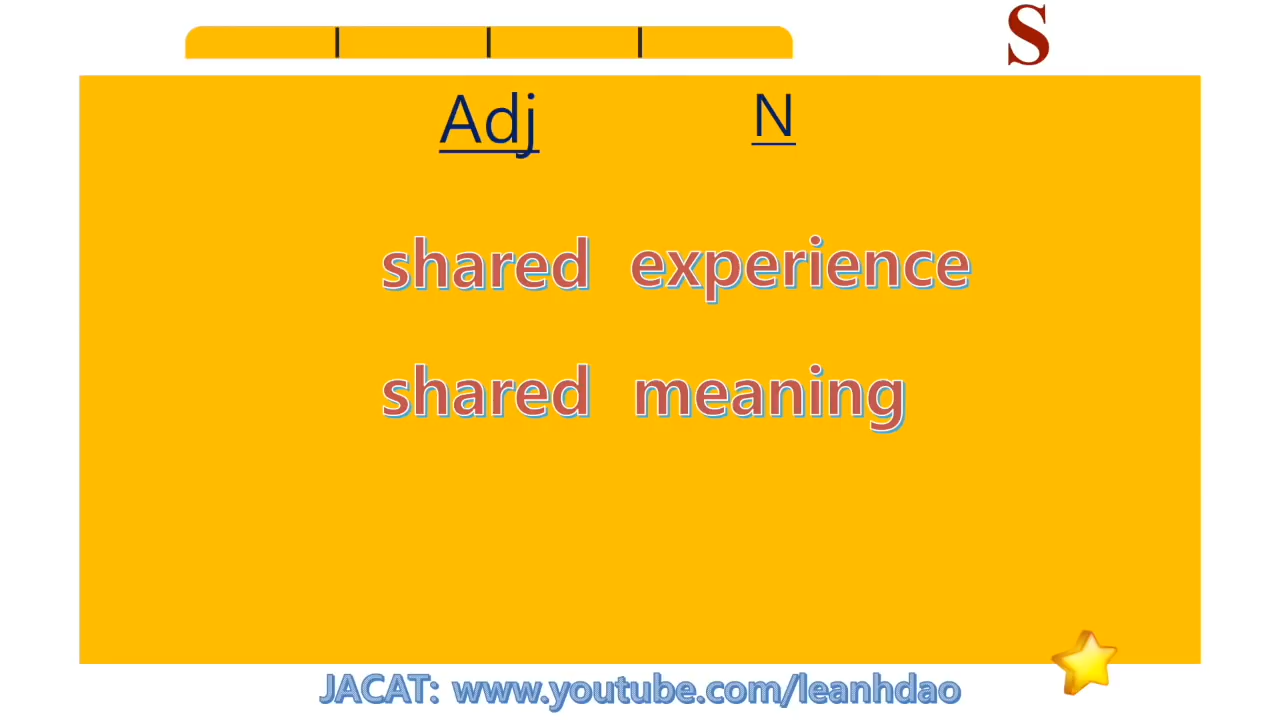 S
Adj N
shared experience
shared meaning
JACAT: www.youtube.com/leanhdao